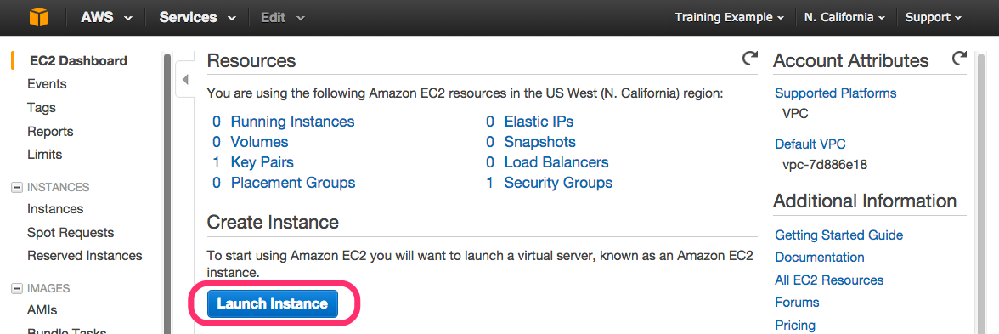 AWS Services Edit Training Example N. California Support
EC2 Dashboard
Events
Tags
Reports
Limits
INSTANCES
Instances
Spot Requests
Reserved Instances
IMAGES
AMIs
Bundle Tasks
Resources
You are using the following Amazon EC2 resources in the US West (N. California) region:
0 Running Instances 0 Elastic IPs
0 Volumes 0 Snapshots
1 Key Pairs 0 Load Balancers
0 Placement Groups 1 Security Groups
Create Instance
To start using Amazon EC2 you will want to launch a virtual server, known as an Amazon EC2
instance.
Launch Instance
Account Attributes
Supported Platforms
VPC
Default VPC
vpc-7d886e18
Additional Information
Getting Started Guide
Documentation
All EC2 Resources
Forums
Pricing